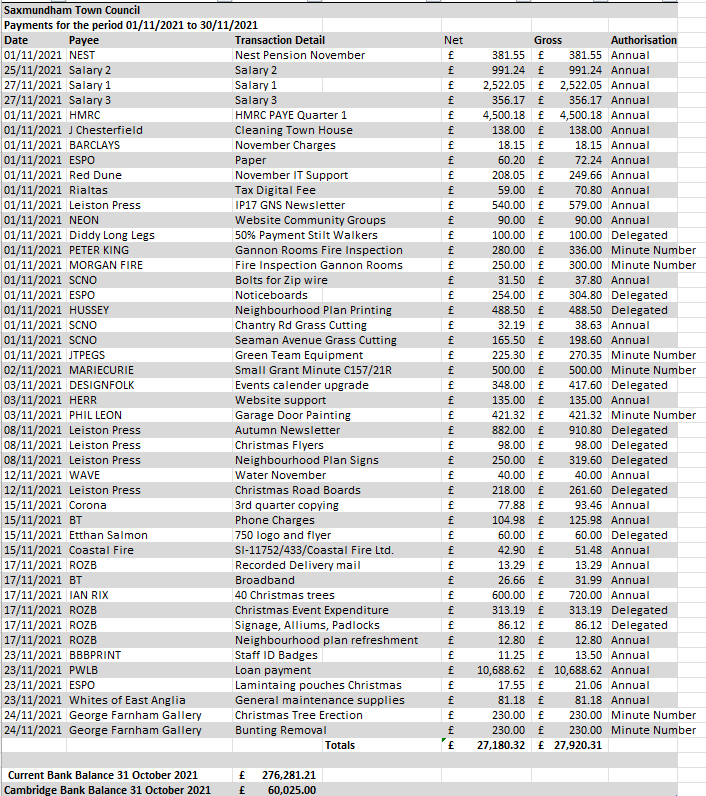 Saxmundham Town Council
Payments for the period 01/11/2021 to 30/11/2021
Date Payee Transaction Detail Net Gross Authorisation
01/11/2021 NEST Nest Pension November £ 381.55 £ 381.55 Annual
25/11/2021 Salary 2 Salary 2 £ 991.24 £ 991.24 Annual
27/11/2021 Salary 1 Salary 1 £ 2,522.05 £ 2,522.05 Annual
27/11/2021 Salary 3 Salary 3 £ 356.17 £ 356.17 Annual
01/11/2021 HMRC HMRC PAYE Quarter 1 £ 4,500.18 £ 4,500.18 Annual
01/11/2021 J Chesterfield Cleaning Town House £ 138.00 £ 138.00 Annual
01/11/2021 BARCLAYS November Charges £ 18.15 £ 18.15 Annual
01/11/2021 ESPO Paper £ 60.20 £ 72.24 Annual
01/11/2021 Red Dune November IT Support £ 208.05 £ 249.66 Annual
01/11/2021 Rialtas Tax Digital Fee £ 59.00 £ 70.80 Annual
01/11/2021 Leiston Press IP17 GNS Newsletter £ 540.00 £ 579.00 Annual
01/11/2021 NEON Website Community Groups £ 90.00 £ 90.00 Annual
01/11/2021 Diddy Long Legs 50% Payment Stilt Walkers £ 100.00 £ 100.00 Delegated
01/11/2021 PETER KING Gannon Rooms Fire Inspection £ 280.00 £ 336.00 Minute Number
01/11/2021 MORGAN FIRE Fire Inspection Gannon Rooms £ 250.00 £ 300.00 Minute Number
01/11/2021 SCNO Bolts for Zip wire £ 31.50 £ 37.80 Annual
01/11/2021 ESPO Noticeboards £ 254.00 £ 304.80 Delegated
01/11/2021 HUSSEY Neighbourhood Plan Printing £ 488.50 £ 488.50 Delegated
01/11/2021 SCNO Chantry Rd Grass Cutting £ 32.19 £ 38.63 Annual
01/11/2021 SCNO Seaman Avenue Grass Cutting £ 165.50 £ 198.60 Annual
01/11/2021 JTPEGS Green Team Equipment £ 225.30 £ 270.35 Minute Number
02/11/2021 MARIECURIE Small Grant Minute C157/21R £ 500.00 £ 500.00 Minute Number
03/11/2021 DESIGNFOLK Events calender upgrade £ 348.00 £ 417.60 Delegated
03/11/2021 HERR Website support £ 135.00 £ 135.00 Annual
03/11/2021 PHIL LEON Garage Door Painting £ 421.32 £ 421.32 Minute Number
08/11/2021 Leiston Press Autumn Newsletter £ 882.00 £ 910.80 Delegated
08/11/2021 Leiston Press Christmas Flyers £ 98.00 £ 98.00 Delegated
08/11/2021 Leiston Press Neighbourhood Plan Signs £ 250.00 £ 319.60 Delegated
12/11/2021 WAVE Water November £ 40.00 £ 40.00 Annual
12/11/2021 Leiston Press Christmas Road Boards £ 218.00 £ 261.60 Delegated
15/11/2021 Corona 3rd quarter copying £ 77.88 £ 93.46 Annual
15/11/2021 BT Phone Charges £ 104.98 £ 125.98 Annual
15/11/2021 Etthan Salmon 750 logo and flyer £ 60.00 £ 60.00 Delegated
15/11/2021 Coastal Fire SI-11752/433/Coastal Fire Ltd. £ 42.90 £ 51.48 Annual
17/11/2021 ROZB Recorded Delivery mail £ 13.29 £ 13.29 Annual
17/11/2021 BT Broadband £ 26.66 £ 31.99 Annual
17/11/2021 IAN RIX 40 Christmas trees £ 600.00 £ 720.00 Annual
17/11/2021 ROZB Christmas Event Expenditure £ 313.19 £ 313.19 Delegated
17/11/2021 ROZB Signage, Alliums, Padlocks £ 86.12 £ 86.12 Delegated
17/11/2021 ROZB Neighbourhood plan refreshment £ 12.80 £ 12.80 Annual
23/11/2021 BBBPRINT Staff ID Badges £ 11.25 £ 13.50 Annual
23/11/2021 PWLB Loan payment £ 10,688.62 £ 10,688.62 Annual
23/11/2021 ESPO Lamintaing pouches Christmas £ 17.55 £ 21.06 Annual
23/11/2021 Whites of East Anglia General maintenance supplies £ 81.18 £ 81.18 Annual
24/11/2021 George Farnham Gallery Christmas Tree Erection £ 230.00 £ 230.00 Minute Number
24/11/2021 George Farnham Gallery Bunting Removal £ 230.00 £ 230.00 Minute Number
Totals £ 27,180.32 £ 27,920.31
Current Bank Balance 31 October 2021 £ 276,281.21
Cambridge Bank Balance 31 October 2021 £ 60,025.00